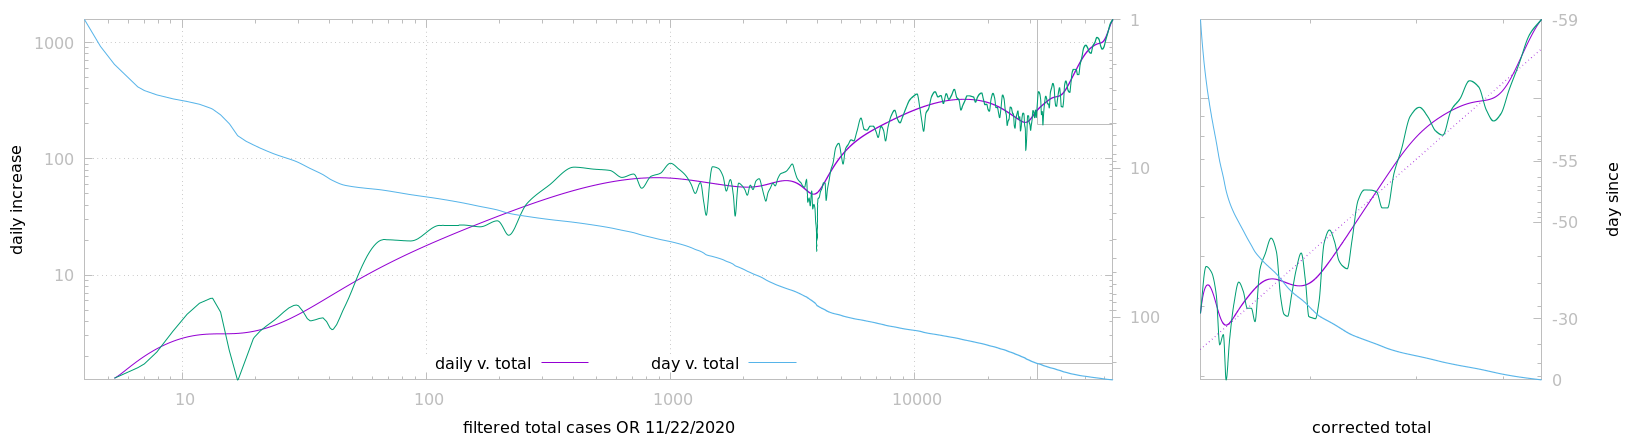 1000
100
10
daily increase
10
100
1000
10000
filtered total cases OR 11/22/2020
daily v. total
day v. total
1
10
100
-59
-55
-50
-30
0
day since
corrected total